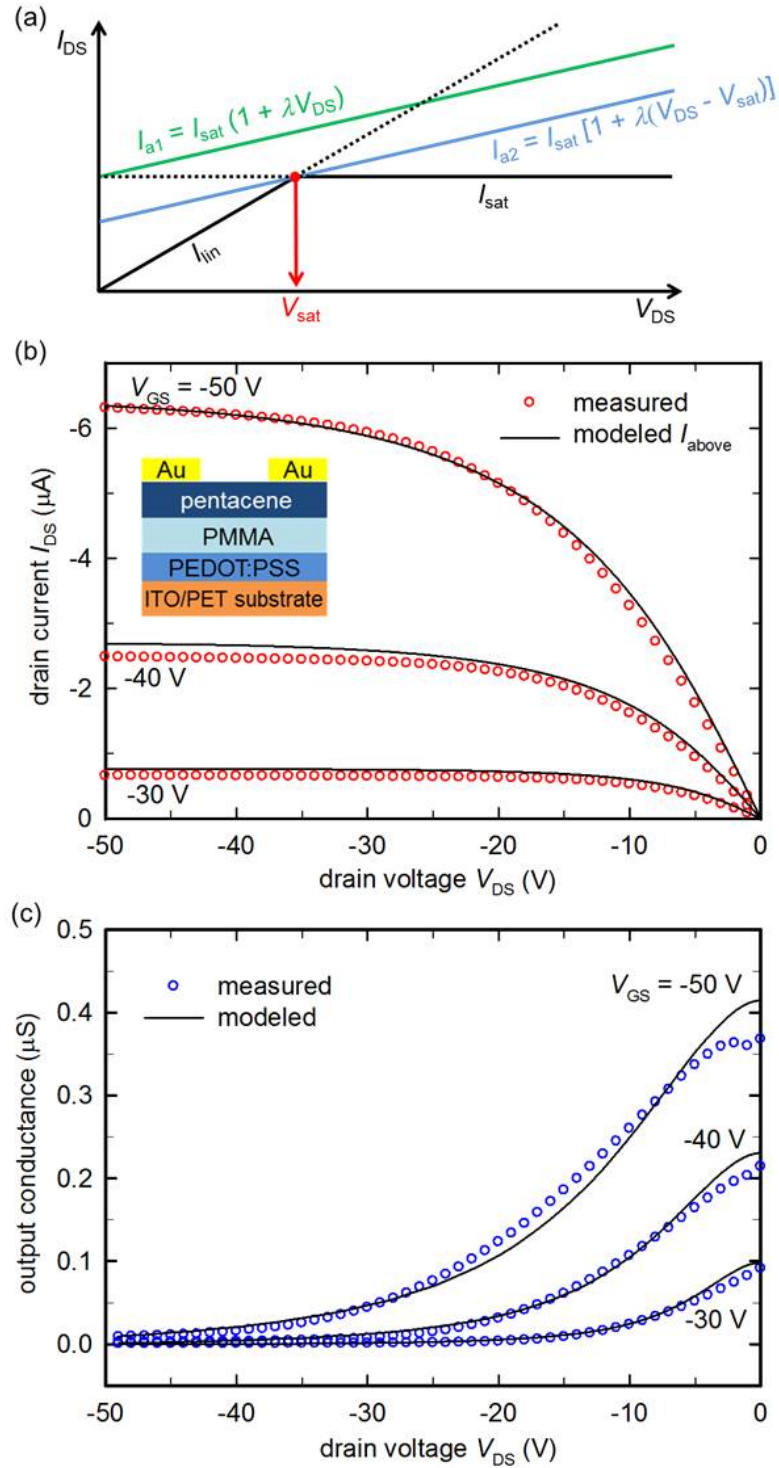 (a)
I_DS
I_a1 = I_sat (1 + λV_DS)
I_a2 = I_sat [1 + λ(V_DS - V_sat)]
I_sat
I_lin
V_sat
V_DS
(b)
V_GS = -50 V
measured
modeled I_above
Au Au
pentacene
PMMA
PEDOT:PSS
ITO/PET substrate
-40 V
-30 V
-6
-4
-2
0
drain current I_DS (μA)
-50 -40 -30 -20 -10 0
drain voltage V_DS (V)
(c)
measured
modeled
V_GS = -50 V
-40 V
-30 V
0.5
0.4
0.3
0.2
0.1
0.0
output conductance (μS)
-50 -40 -30 -20 -10 0
drain voltage V_DS (V)